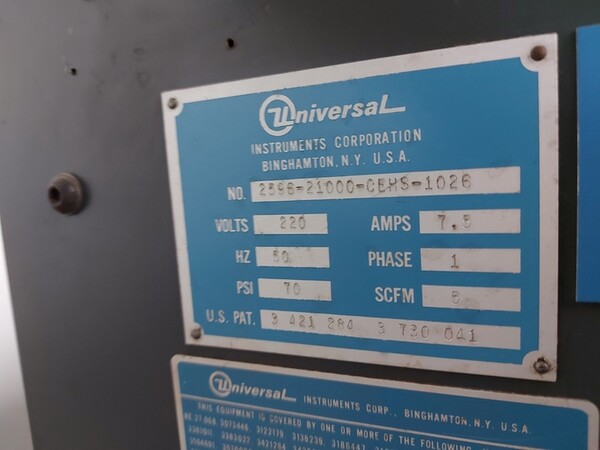 Universal
INSTRUMENTS CORPORATION
BINGHAMTON, N.Y. U.S.A.
NO. 2596-21000-CEHS-1026
VOLTS 220 AMPS 7.5
HZ 50 PHASE 1
PSI 70 SCFM
U.S. PAT. 3 421 284 3 730 041
Universal INSTRUMENTS CORP., BINGHAMTON, N.Y. U.S.A.
THIS EQUIPMENT IS COVERED BY ONE OR MORE OF THE FOLLOWING